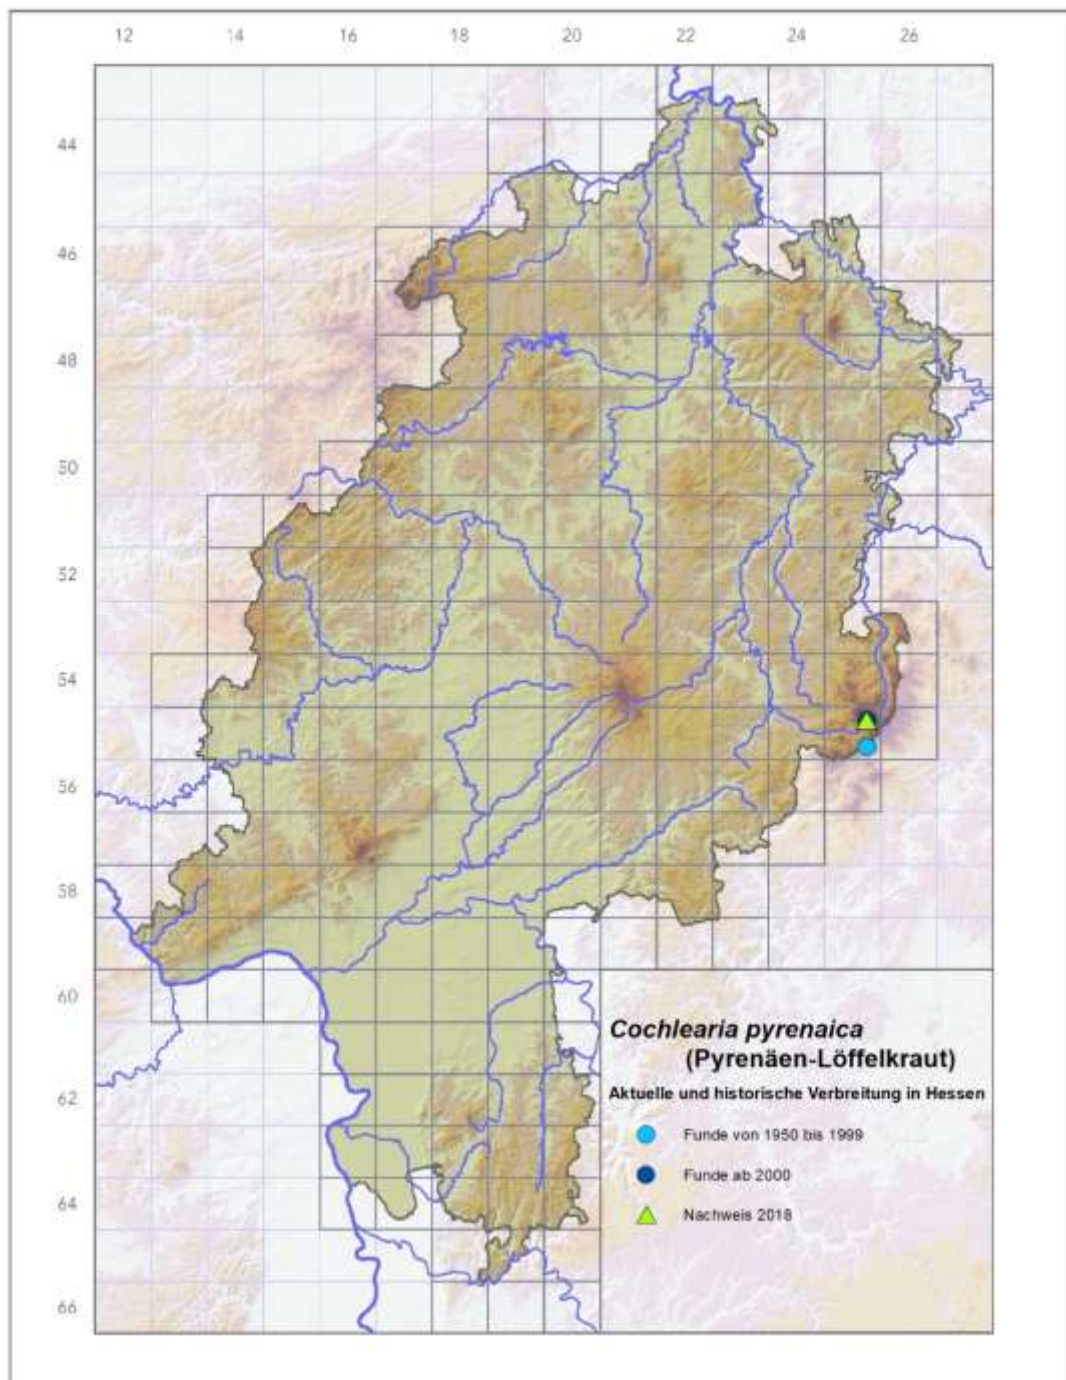 12 14 16 18 20 22 24 26
44
46
48
50
52
54
56
58
60
62
64
66
Cochlearia pyrenaica
(Pyrenäen-Löffelkraut)
Aktuelle und historische Verbreitung in Hessen
Funde von 1950 bis 1999
Funde ab 2000
Nachweis 2018